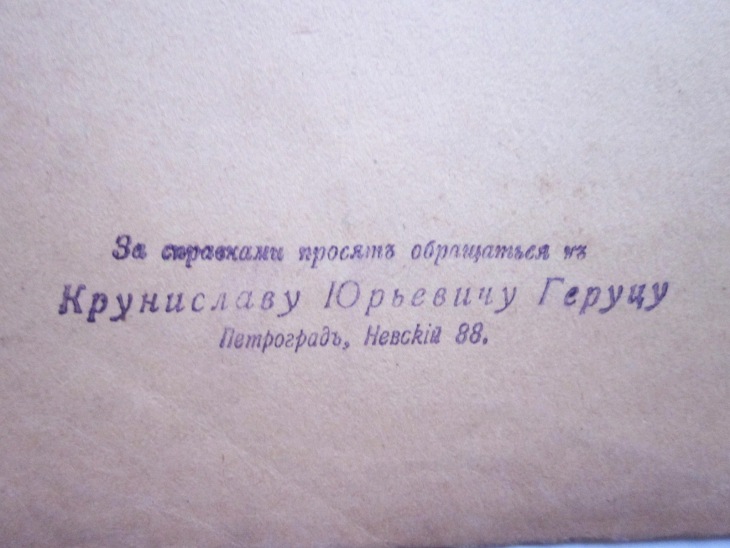 За справками просятъ обращаться къ
Круниславу Юрьевичу Геруцу
Петроградъ, Невскій 88.